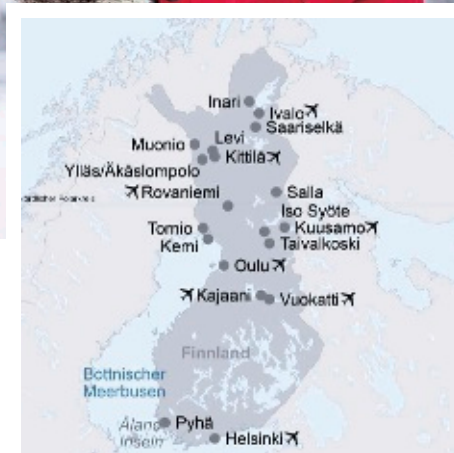 Inari
Ivalo
Saariselkä
Levi
Muonio
Kittilä
Ylläs/Äkäslompolo
Rovaniemi
Salla
Iso Syöte
Kuusamo
Tornio
Kemi
Taivalkoski
Oulu
Kajaani
Vuokatti
Finnland
Bottnischer
Meerbusen
Åland
Inseln
Pyhä
Helsinki